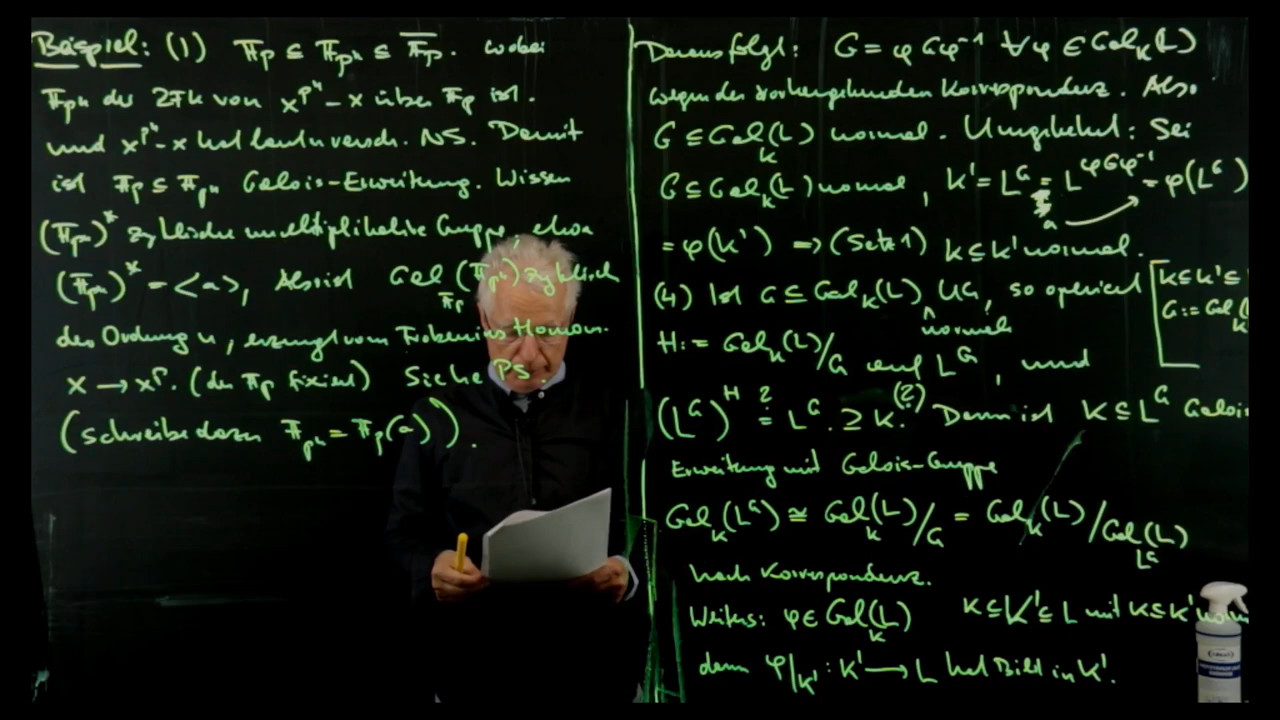 Beispiel: (1) 𝔽_p ⊆ 𝔽_{p^n} ⊆ \overline{𝔽_p}. wobei
𝔽_{p^n} der ZFK von x^{p^n} - x über 𝔽_p ist.
und x^{p^n} - x hat lauter versch. NS. Damit
ist 𝔽_p ⊆ 𝔽_{p^n} Galois-Erweiterung. Wissen
(𝔽_{p^n})^* zyklische multiplikative Gruppe, etwa
(𝔽_{p^n})^* = <a>, Also ist Gal_{𝔽_p}(𝔽_{p^n}) zyklisch
der Ordnung n, erzeugt vom Frobenius Homom.
x → x^p. (der 𝔽_p fixiert) Siehe PS.
(schreibe dazu 𝔽_{p^n} = 𝔽_p(a)).
Daraus folgt: G = φGφ^{-1} ∀φ ∈ Gal_K(L)
wegen der vorhergehenden Korrespondenz. Also
G ⊆ Gal_K(L) normal. Umgekehrt: Sei
G ⊆ Gal_K(L) normal, K' = L^G = L^{φGφ^{-1}} = φ(L^G)
a
= φ(K') ⇒ (Satz 1) K ⊆ K' normal.
(4) Ist G ⊆ Gal_K(L) UG, so operiert
normale
H := Gal_K(L)/G auf L^G, und
[K ⊆ K' ⊆
G := Gal_K(
(L^G)^H ≟ L^G. ⊇ K. (?) Dann ist K ⊆ L^G Galois
Erweiterung mit Galois-Gruppe
Gal_K(L^G) ≅ Gal_K(L)/G = Gal_K(L)/Gal_{L^G}(L)
nach Korrespondenz.
Weiters: φ ∈ Gal_K(L) K ⊆ K' ⊆ L mit K ⊆ K' norm
dann φ/_{K'} : K' → L hat Bild in K'.